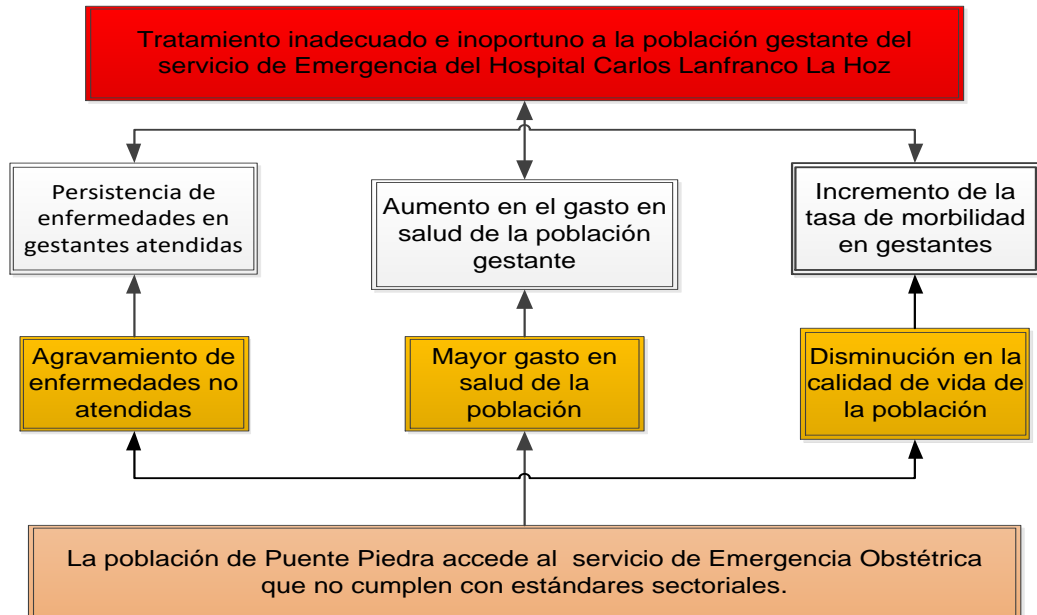 Tratamiento inadecuado e inoportuno a la población gestante del
servicio de Emergencia del Hospital Carlos Lanfranco La Hoz
Persistencia de
enfermedades en
gestantes atendidas
Aumento en el gasto en
salud de la población
gestante
Incremento de la
tasa de morbilidad
en gestantes
Agravamiento de
enfermedades no
atendidas
Mayor gasto en
salud de la
población
Disminución en la
calidad de vida de
la población
La población de Puente Piedra accede al servicio de Emergencia Obstétrica
que no cumplen con estándares sectoriales.